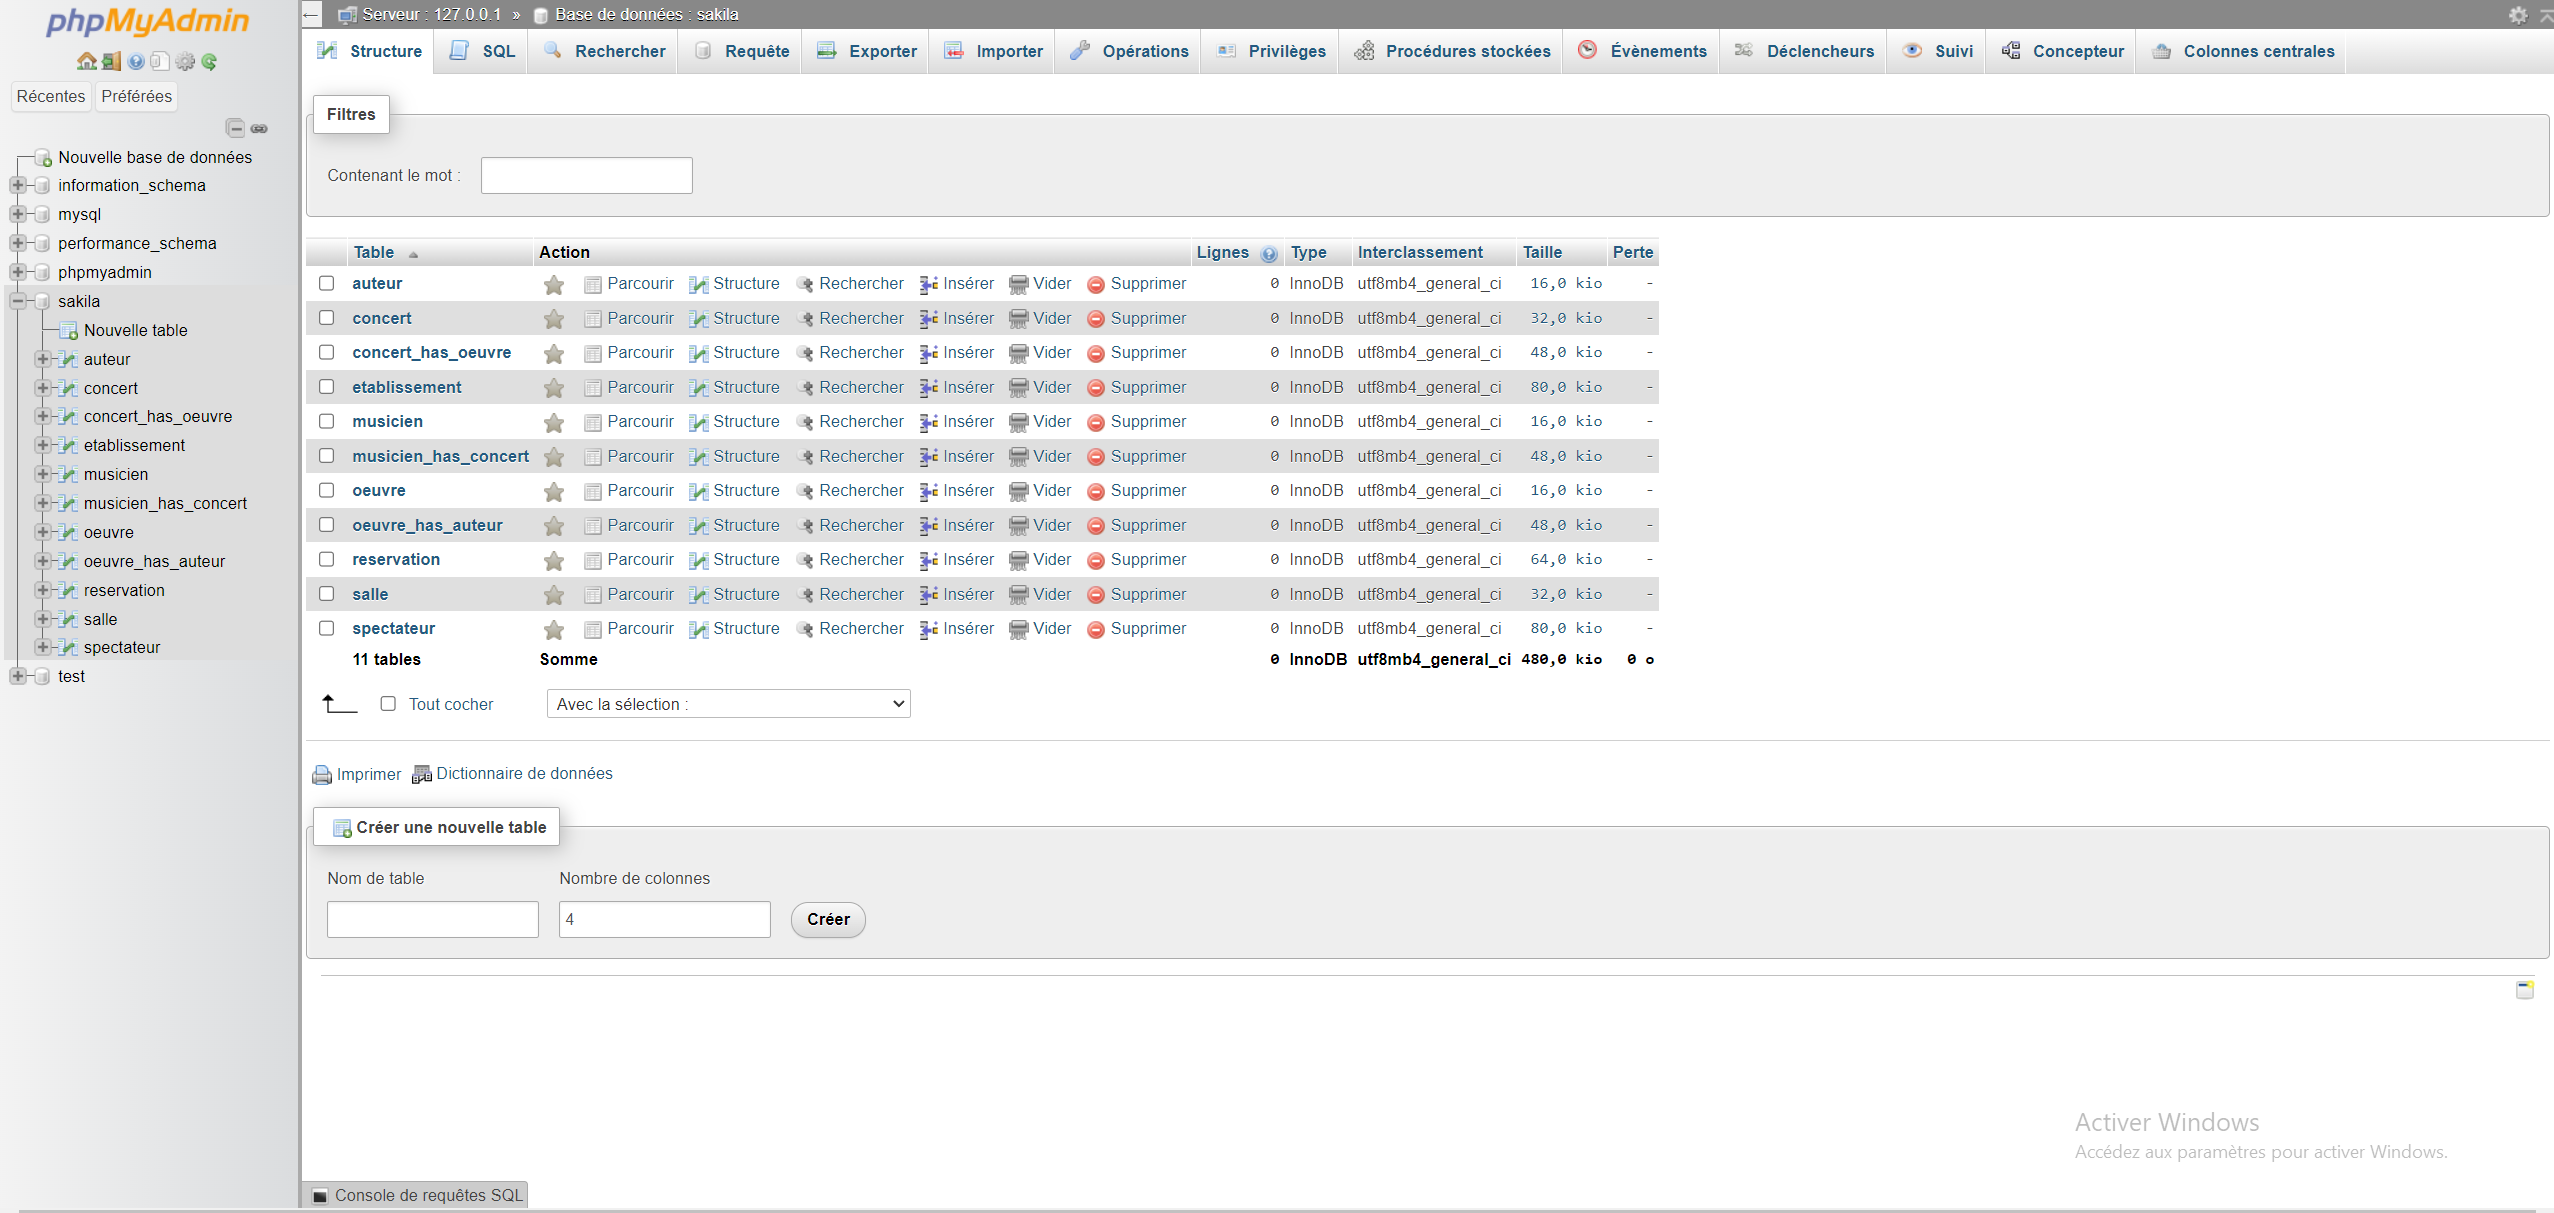 phpMyAdmin
Récentes Préférées
Nouvelle base de données
information_schema
mysql
performance_schema
phpmyadmin
sakila
Nouvelle table
auteur
concert
concert_has_oeuvre
etablissement
musicien
musicien_has_concert
oeuvre
oeuvre_has_auteur
reservation
salle
spectateur
test
Serveur : 127.0.0.1 » Base de données : sakila
Structure SQL Rechercher Requête Exporter Importer Opérations Privilèges Procédures stockées Évènements Déclencheurs Suivi Concepteur Colonnes centrales
Filtres
Contenant le mot :
Table Action Lignes Type Interclassement Taille Perte
auteur Parcourir Structure Rechercher Insérer Vider Supprimer 0 InnoDB utf8mb4_general_ci 16,0 kio -
concert Parcourir Structure Rechercher Insérer Vider Supprimer 0 InnoDB utf8mb4_general_ci 32,0 kio -
concert_has_oeuvre Parcourir Structure Rechercher Insérer Vider Supprimer 0 InnoDB utf8mb4_general_ci 48,0 kio -
etablissement Parcourir Structure Rechercher Insérer Vider Supprimer 0 InnoDB utf8mb4_general_ci 80,0 kio -
musicien Parcourir Structure Rechercher Insérer Vider Supprimer 0 InnoDB utf8mb4_general_ci 16,0 kio -
musicien_has_concert Parcourir Structure Rechercher Insérer Vider Supprimer 0 InnoDB utf8mb4_general_ci 48,0 kio -
oeuvre Parcourir Structure Rechercher Insérer Vider Supprimer 0 InnoDB utf8mb4_general_ci 16,0 kio -
oeuvre_has_auteur Parcourir Structure Rechercher Insérer Vider Supprimer 0 InnoDB utf8mb4_general_ci 48,0 kio -
reservation Parcourir Structure Rechercher Insérer Vider Supprimer 0 InnoDB utf8mb4_general_ci 64,0 kio -
salle Parcourir Structure Rechercher Insérer Vider Supprimer 0 InnoDB utf8mb4_general_ci 32,0 kio -
spectateur Parcourir Structure Rechercher Insérer Vider Supprimer 0 InnoDB utf8mb4_general_ci 80,0 kio -
11 tables Somme 0 InnoDB utf8mb4_general_ci 480,0 kio 0 o
Tout cocher Avec la sélection :
Imprimer Dictionnaire de données
Créer une nouvelle table
Nom de table Nombre de colonnes
4 Créer
Activer Windows
Accédez aux paramètres pour activer Windows.
Console de requêtes SQL